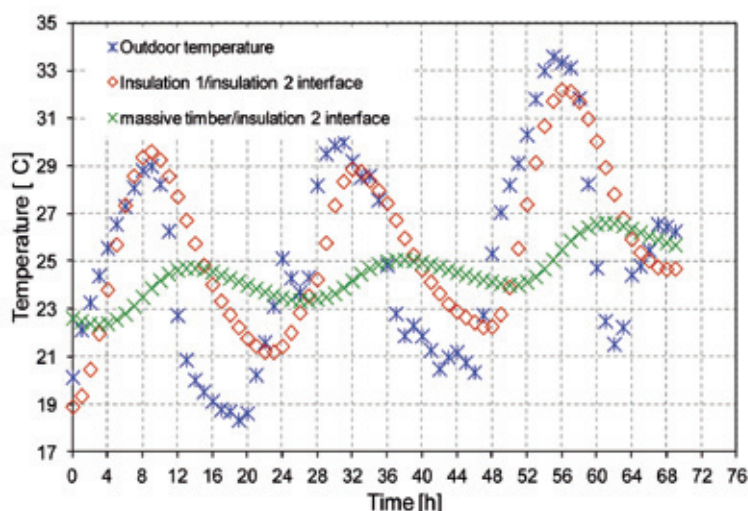 35
33
31
29
27
25
23
21
19
17
Temperature [ C]
Outdoor temperature
Insulation 1/insulation 2 interface
massive timber/insulation 2 interface
0 4 8 12 16 20 24 28 32 36 40 44 48 52 56 60 64 68 72 76
Time [h]